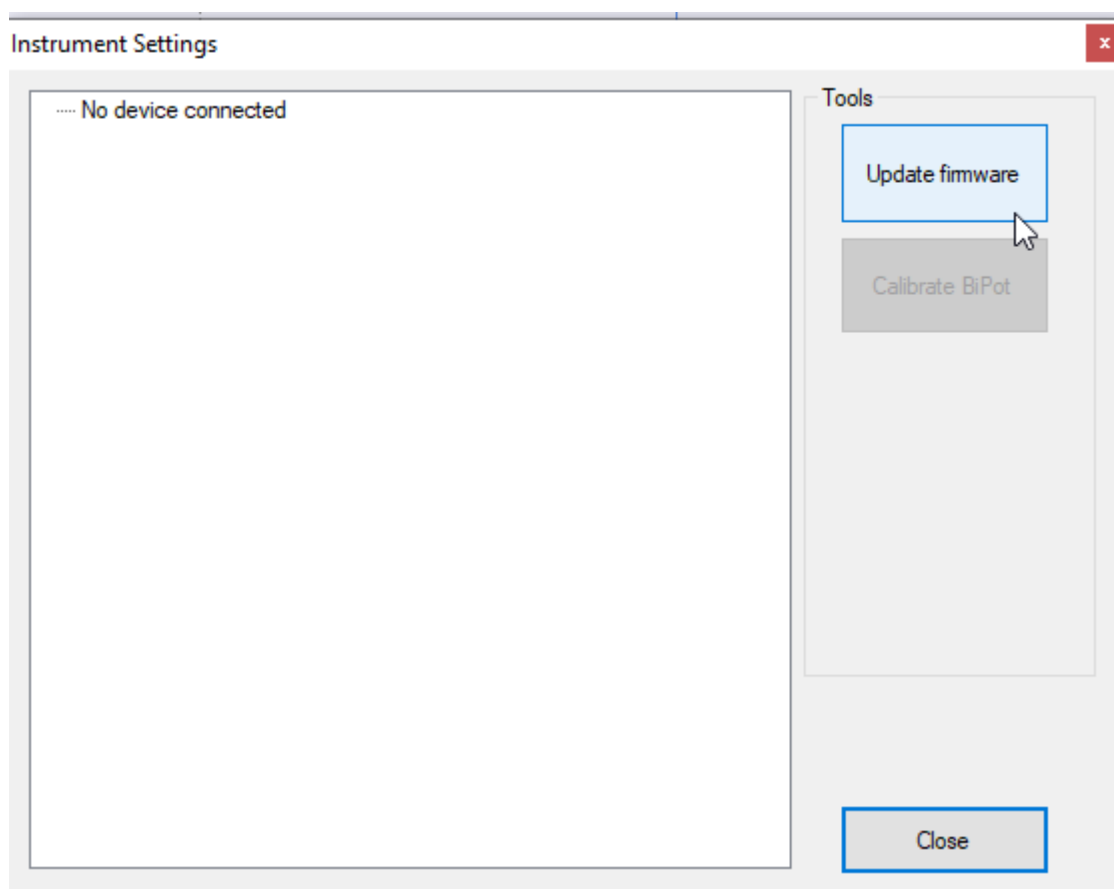 Instrument Settings
x
No device connected
Tools
Update firmware
Calibrate BiPot
Close